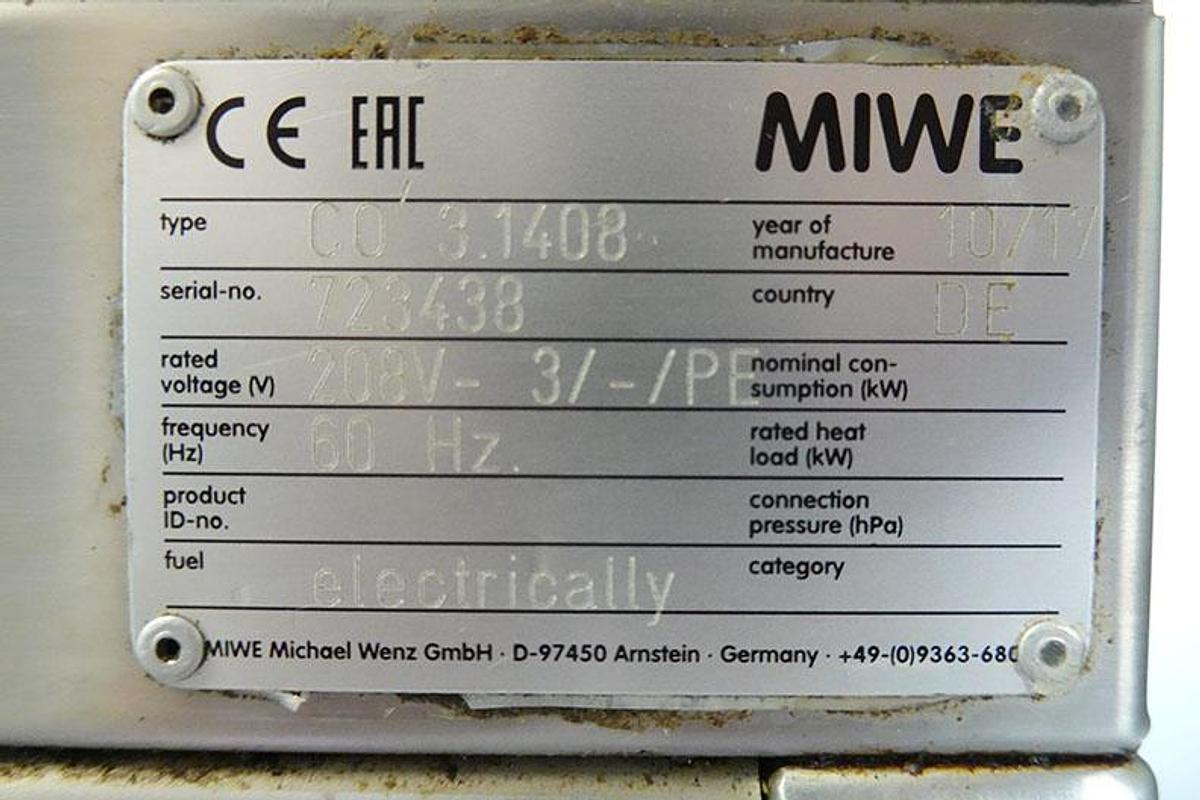 CE EAC MIWE
type CO 3.1408 year of manufacture 10/17
serial-no. 723438 country DE
rated voltage (V) 208V- 3/-/PE nominal con-sumption (kW)
frequency (Hz) 60 Hz. rated heat load (kW)
product ID-no. connection pressure (hPa)
fuel electrically category
MIWE Michael Wenz GmbH · D-97450 Arnstein · Germany · +49-(0)9363-680